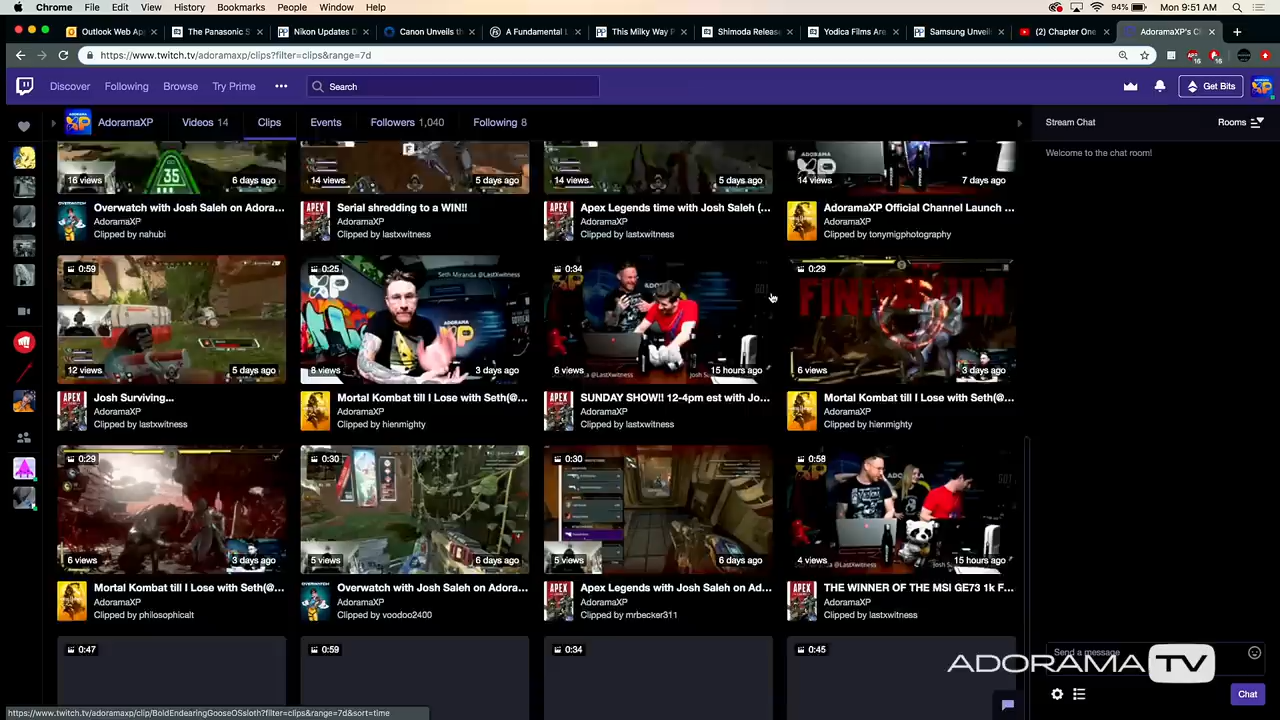 Chrome File Edit View History Bookmarks People Window Help 94% Mon 9:51 AM
Outlook Web Ap The Panasonic S Nikon Updates D Canon Unveils th A Fundamental L This Milky Way P Shimoda Releas Yodica Films Are Samsung Unveil (2) Chapter One AdoramaXP's C
https://www.twitch.tv/adoramaxp/clips?filter=clips&range=7d
Discover Following Browse Try Prime ••• Search Get Bits
AdoramaXP Videos 14 Clips Events Followers 1,040 Following 8 Stream Chat Rooms
Welcome to the chat room!
35
16 views 6 days ago 14 views 5 days ago 14 views 5 days ago 14 views 7 days ago
Overwatch with Josh Saleh on Adora... Serial shredding to a WIN!! Apex Legends time with Josh Saleh (... AdoramaXP Official Channel Launch ...
AdoramaXP AdoramaXP AdoramaXP AdoramaXP
Clipped by nahubi Clipped by lastxwitness Clipped by lastxwitness Clipped by tonymigphotography
0:59 0:25 Seth Miranda @LastXwitness 0:34 0:29
12 views 5 days ago 8 views 3 days ago 6 views 15 hours ago 6 views 3 days ago
Josh Surviving... Mortal Kombat till I Lose with Seth(@... SUNDAY SHOW!! 12-4pm est with Jo... Mortal Kombat till I Lose with Seth(@...
AdoramaXP AdoramaXP AdoramaXP AdoramaXP
Clipped by lastxwitness Clipped by hienmighty Clipped by lastxwitness Clipped by hienmighty
0:29 0:30 0:30 0:58
6 views 3 days ago 5 views 6 days ago 5 views 6 days ago 4 views 15 hours ago
Mortal Kombat till I Lose with Seth(@... Overwatch with Josh Saleh on Adora... Apex Legends with Josh Saleh on Ad... THE WINNER OF THE MSI GE73 1k F...
AdoramaXP AdoramaXP AdoramaXP AdoramaXP
Clipped by philosophicalt Clipped by voodoo2400 Clipped by mrbecker311 Clipped by lastxwitness
0:47 0:59 0:34 0:45
Send a message
ADORAMA TV
Chat
https://www.twitch.tv/adoramaxp/clip/BoldEndearingGooseOSsloth?filter=clips&range=7d&sort=time